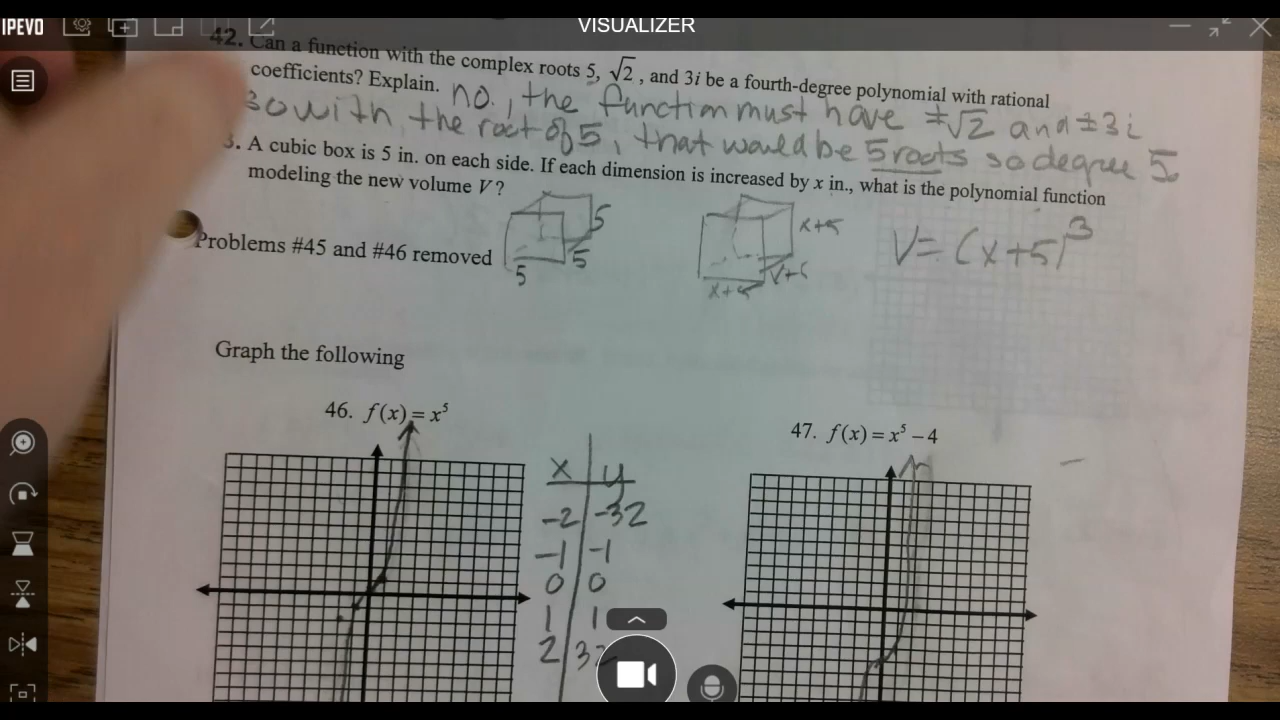 IPEVO
VISUALIZER
42. Can a function with the complex roots 5, √2, and 3i be a fourth-degree polynomial with rational
coefficients? Explain. no, the function must have ±√2 and ±3i
so with the root of 5, that would be 5 roots so degree 5.
3. A cubic box is 5 in. on each side. If each dimension is increased by x in., what is the polynomial function
modeling the new volume V?
5
5
5
x+5
x+5
V = (x+5)³
Problems #45 and #46 removed
Graph the following
46. f(x) = x⁵
x y
-2 -32
-1 -1
0 0
1 1
2 32
47. f(x) = x⁵ – 4